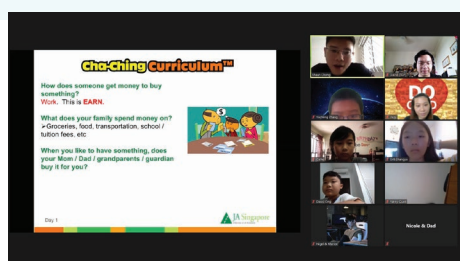 Cha-Ching Curriculum™
How does someone get money to buy
something?
Work. This is EARN.
What does your family spend money on?
➢Groceries, food, transportation, school /
tuition fees, etc
When you like to have something, does
your Mom / Dad / grandparents / guardian
buy it for you?
Day 1
JA Singapore
DO
GOOD
Nicole & Dad